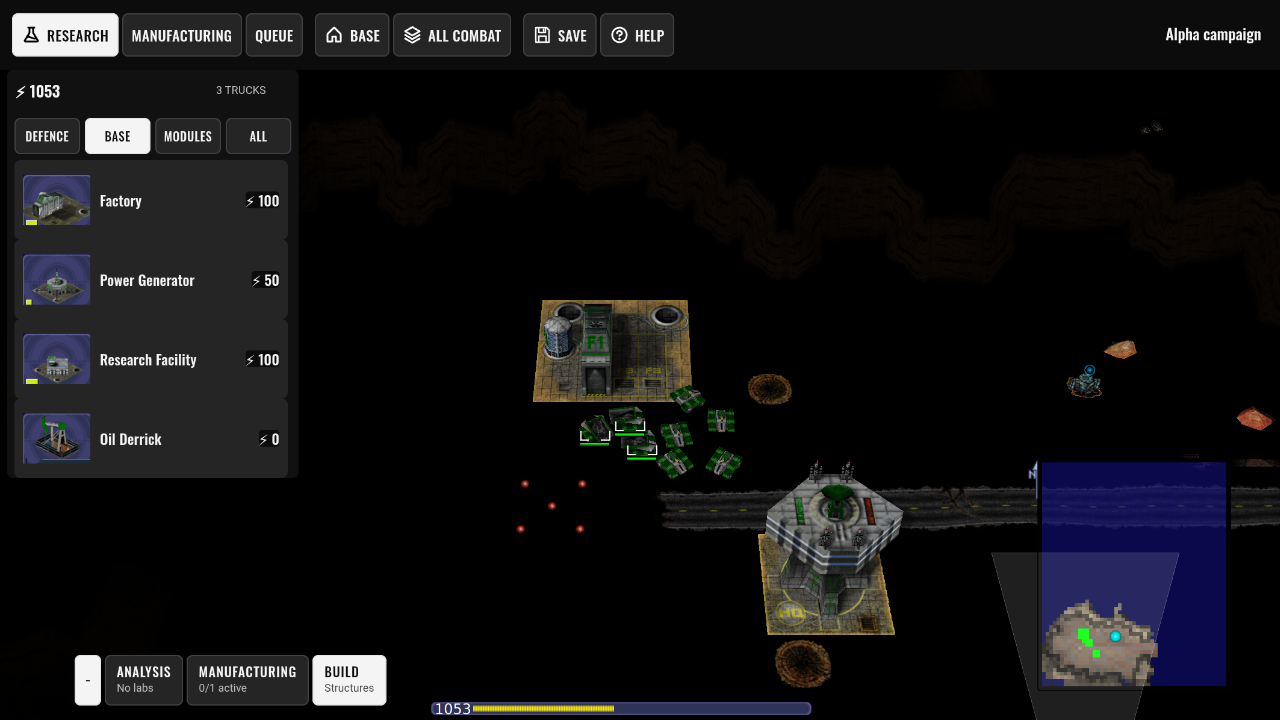 RESEARCH
MANUFACTURING
QUEUE
BASE
ALL COMBAT
SAVE
HELP
Alpha campaign
1053
3 TRUCKS
DEFENCE
BASE
MODULES
ALL
Factory
100
Power Generator
50
Research Facility
100
Oil Derrick
0
F1
HQ
N
-
ANALYSIS
No labs
MANUFACTURING
0/1 active
BUILD
Structures
1053